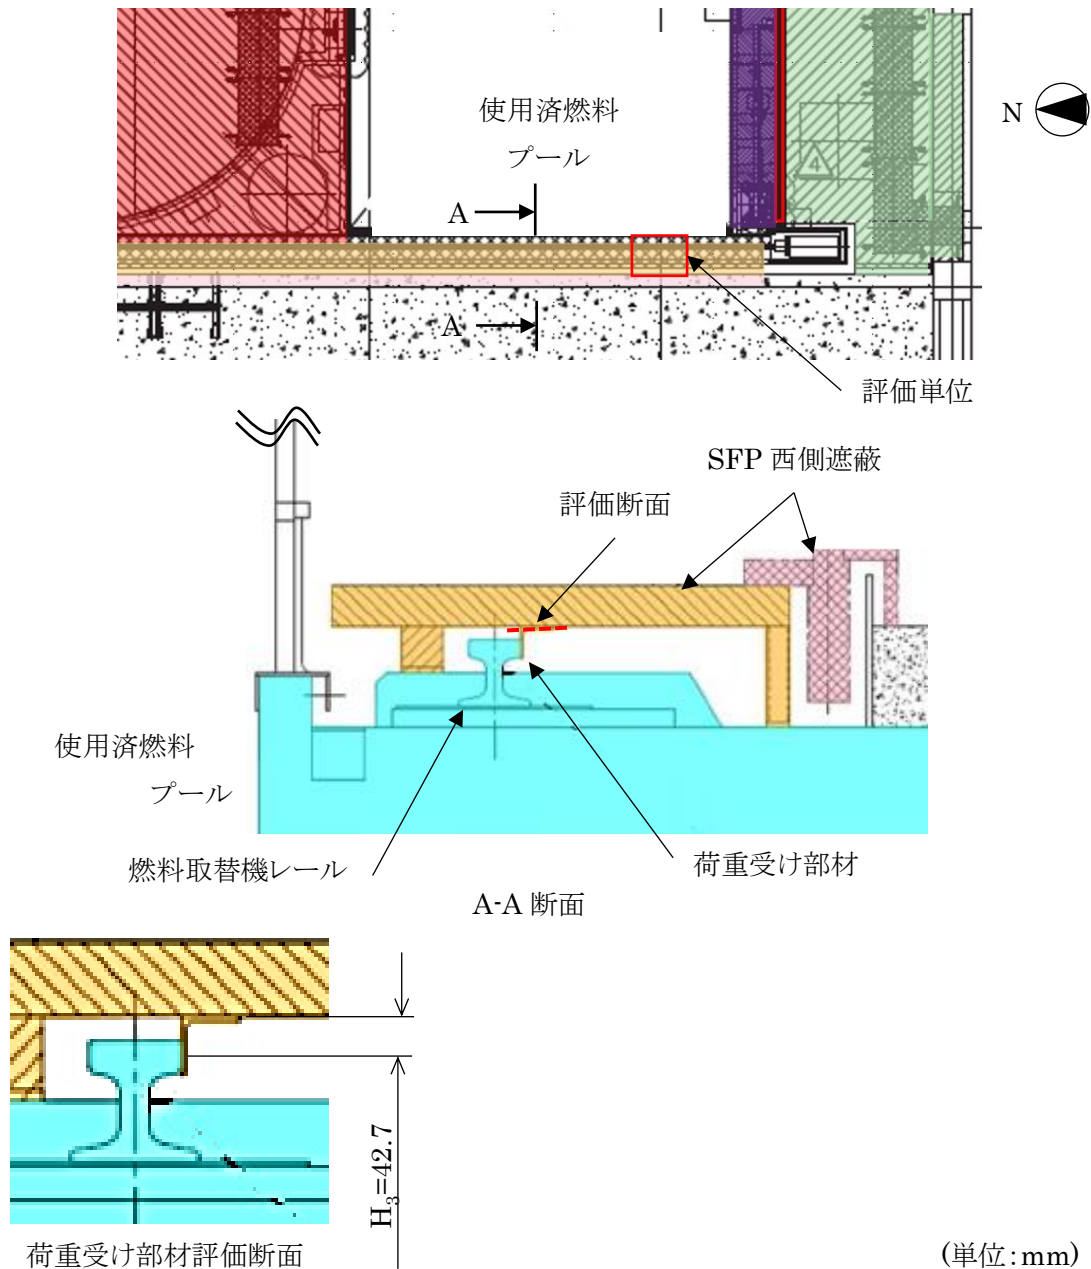 使用済燃料
プール
N
A
4
A
評価単位
SFP 西側遮蔽
評価断面
使用済燃料
プール
燃料取替機レール
荷重受け部材
A-A 断面
H3=42.7
荷重受け部材評価断面
(単位:mm)